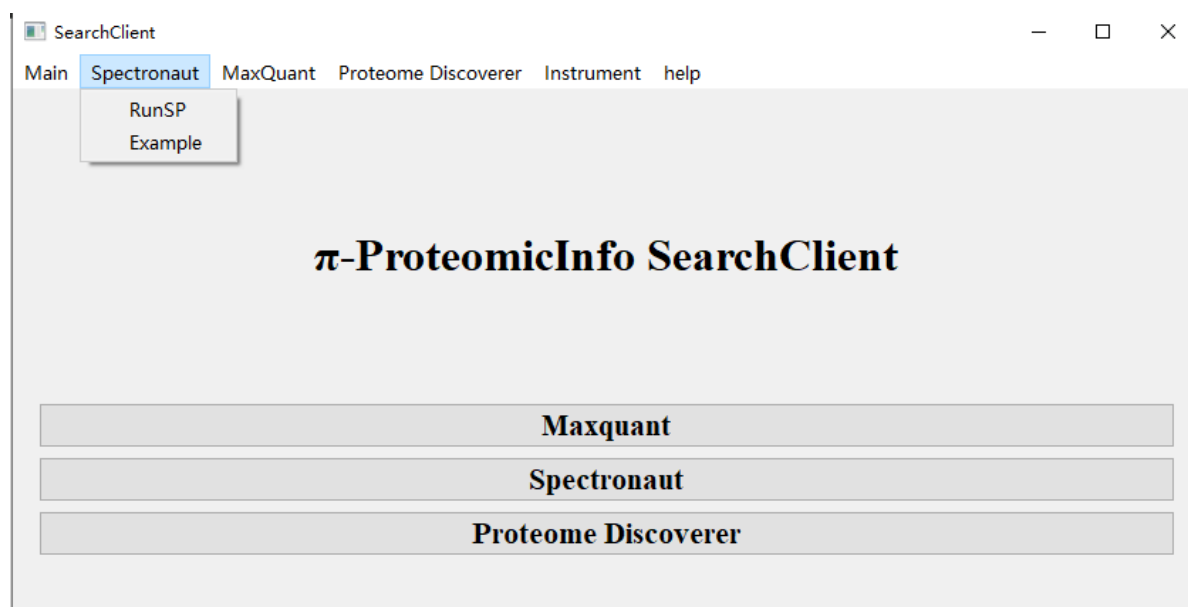 SearchClient
Main Spectronaut MaxQuant Proteome Discoverer Instrument help
RunSP
Example
π-ProteomicInfo SearchClient
Maxquant
Spectronaut
Proteome Discoverer